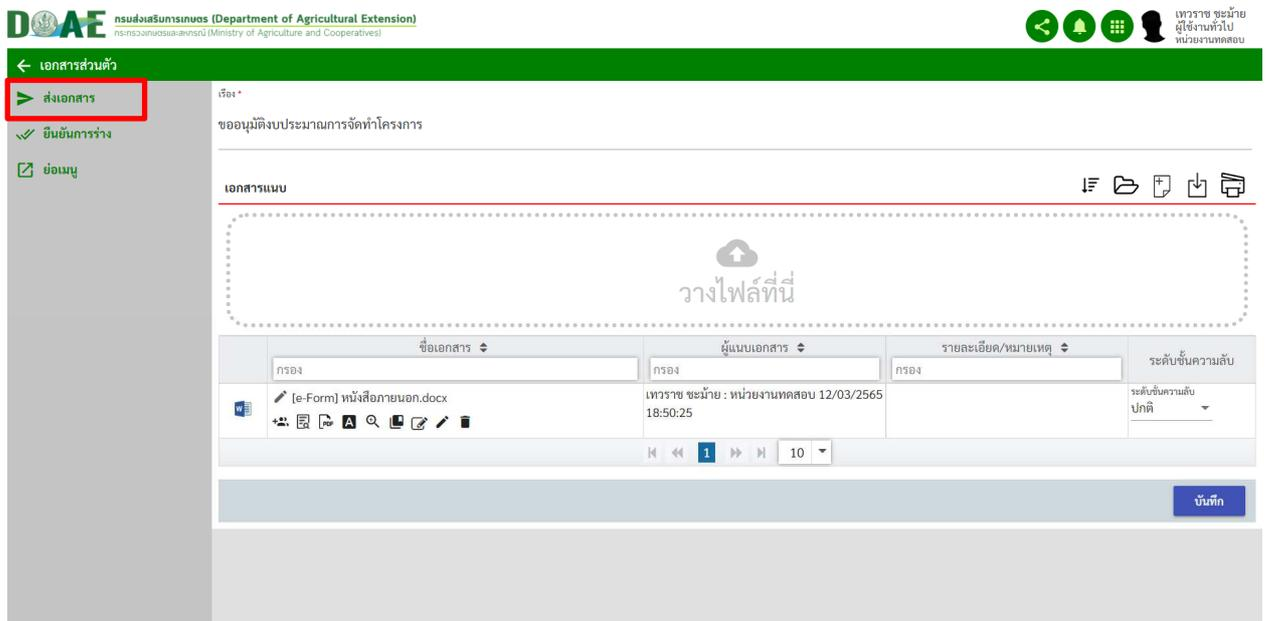 DOAE
กรมส่งเสริมการเกษตร (Department of Agricultural Extension)
กระทรวงเกษตรและสหกรณ์ (Ministry of Agriculture and Cooperatives)
เทวราช ชะม้าย
ผู้ใช้งานทั่วไป
หน่วยงานทดสอบ
เอกสารส่วนตัว
ส่งเอกสาร
ยืนยันการร่าง
ย่อเมนู
เรื่อง *
ขออนุมัติงบประมาณการจัดทำโครงการ
เอกสารแนบ
วางไฟล์ที่นี่
ชื่อเอกสาร ผู้แนบเอกสาร รายละเอียด/หมายเหตุ ระดับชั้นความลับ
กรอง กรอง กรอง
[e-Form] หนังสือภายนอก.docx
เทวราช ชะม้าย : หน่วยงานทดสอบ 12/03/2565
18:50:25
ระดับชั้นความลับ
ปกติ
1 10
บันทึก